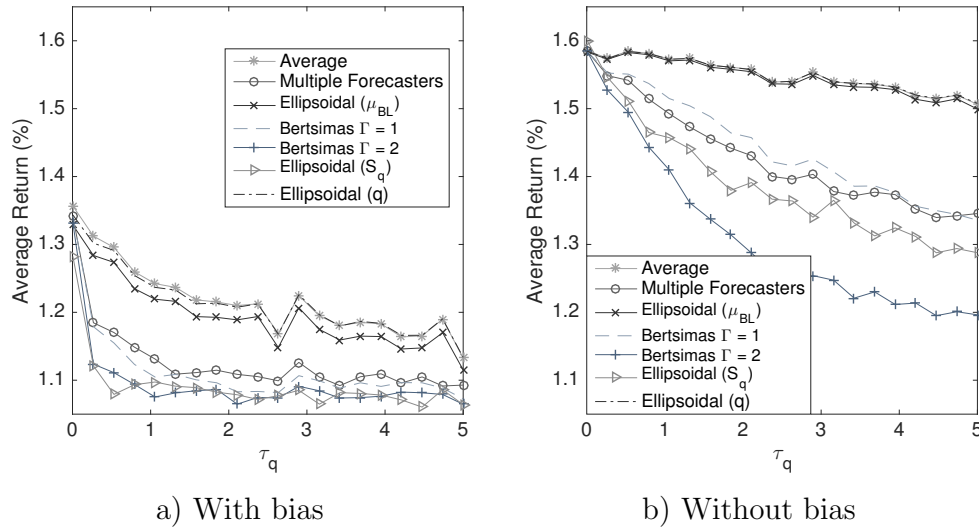 1.6
1.5
1.4
1.3
1.2
1.1
Average Return (%)
0 1 2 3 4 5
τq
Average
Multiple Forecasters
Ellipsoidal (μBL)
Bertsimas Γ = 1
Bertsimas Γ = 2
Ellipsoidal (Sq)
Ellipsoidal (q)
a) With bias
1.6
1.5
1.4
1.3
1.2
1.1
Average Return (%)
0 1 2 3 4 5
τq
Average
Multiple Forecasters
Ellipsoidal (μBL)
Bertsimas Γ = 1
Bertsimas Γ = 2
Ellipsoidal (Sq)
Ellipsoidal (q)
b) Without bias